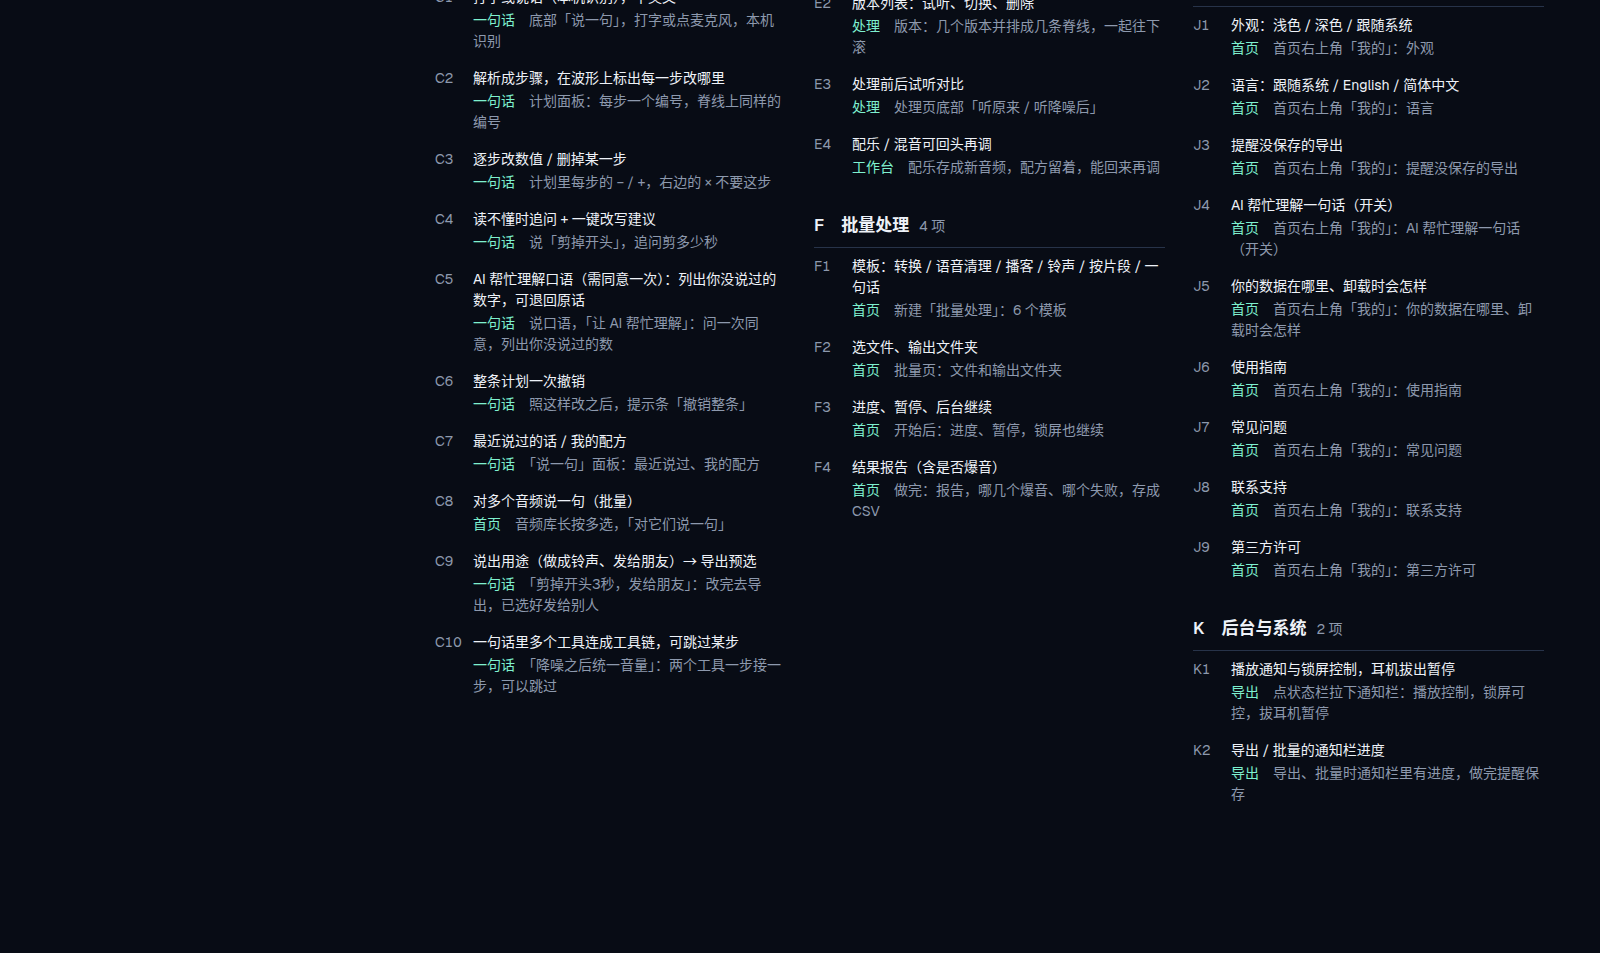 一句话 底部「说一句」，打字或点麦克风，本机
识别
C2 解析成步骤，在波形上标出每一步改哪里
一句话 计划面板：每步一个编号，脊线上同样的
编号
C3 逐步改数值 / 删掉某一步
一句话 计划里每步的 − / +，右边的 × 不要这步
C4 读不懂时追问 + 一键改写建议
一句话 说「剪掉开头」，追问剪多少秒
C5 AI 帮忙理解口语（需同意一次）：列出你没说过的
数字，可退回原话
一句话 说口语，「让 AI 帮忙理解」：问一次同
意，列出你没说过的数
C6 整条计划一次撤销
一句话 照这样改之后，提示条「撤销整条」
C7 最近说过的话 / 我的配方
一句话 「说一句」面板：最近说过、我的配方
C8 对多个音频说一句（批量）
首页 音频库长按多选，「对它们说一句」
C9 说出用途（做成铃声、发给朋友）→ 导出预选
一句话 「剪掉开头3秒，发给朋友」：改完去导
出，已选好发给别人
C10 一句话里多个工具连成工具链，可跳过某步
一句话 「降噪之后统一音量」：两个工具一步接一
步，可以跳过
E2 版本列表：试听、切换、删除
处理 版本：几个版本并排成几条脊线，一起往下
滚
E3 处理前后试听对比
处理 处理页底部「听原来 / 听降噪后」
E4 配乐 / 混音可回头再调
工作台 配乐存成新音频，配方留着，能回来再调
F 批量处理 4 项
F1 模板：转换 / 语音清理 / 播客 / 铃声 / 按片段 / 一
句话
首页 新建「批量处理」：6 个模板
F2 选文件、输出文件夹
首页 批量页：文件和输出文件夹
F3 进度、暂停、后台继续
首页 开始后：进度、暂停，锁屏也继续
F4 结果报告（含是否爆音）
首页 做完：报告，哪几个爆音、哪个失败，存成
CSV
J1 外观：浅色 / 深色 / 跟随系统
首页 首页右上角「我的」：外观
J2 语言：跟随系统 / English / 简体中文
首页 首页右上角「我的」：语言
J3 提醒没保存的导出
首页 首页右上角「我的」：提醒没保存的导出
J4 AI 帮忙理解一句话（开关）
首页 首页右上角「我的」：AI 帮忙理解一句话
（开关）
J5 你的数据在哪里、卸载时会怎样
首页 首页右上角「我的」：你的数据在哪里、卸
载时会怎样
J6 使用指南
首页 首页右上角「我的」：使用指南
J7 常见问题
首页 首页右上角「我的」：常见问题
J8 联系支持
首页 首页右上角「我的」：联系支持
J9 第三方许可
首页 首页右上角「我的」：第三方许可
K 后台与系统 2 项
K1 播放通知与锁屏控制，耳机拔出暂停
导出 点状态栏拉下通知栏：播放控制，锁屏可
控，拔耳机暂停
K2 导出 / 批量的通知栏进度
导出 导出、批量时通知栏里有进度，做完提醒保
存